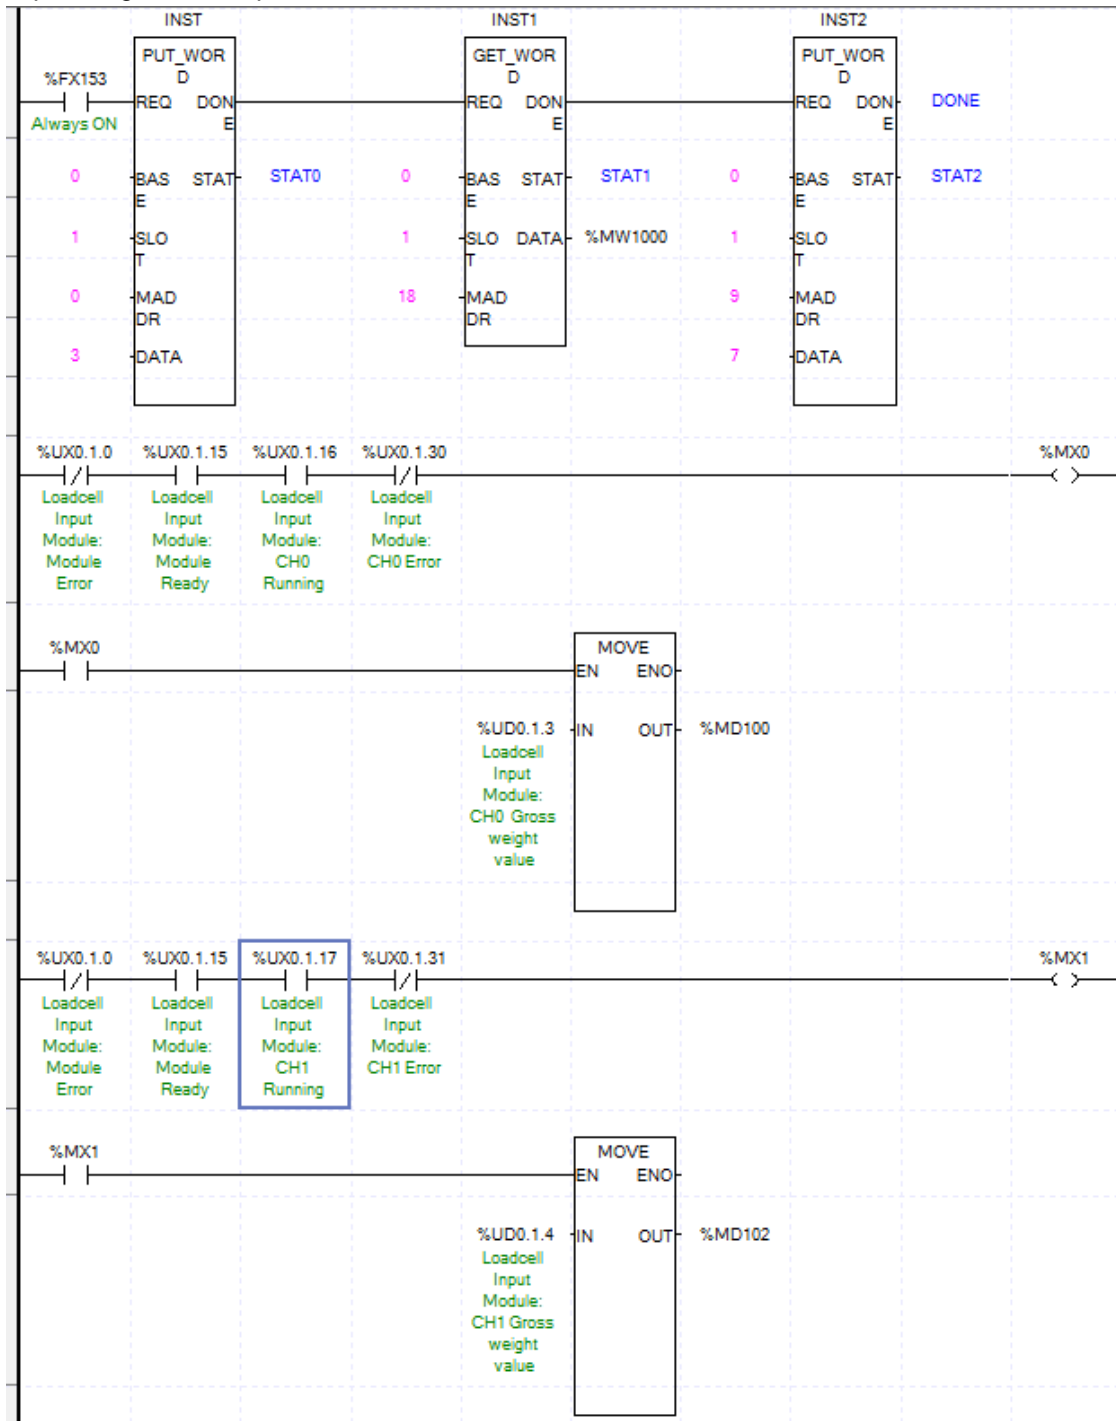 INST INST1 INST2
PUT_WOR GET_WOR PUT_WOR
%FX153 D D D
REQ DON REQ DON REQ DON DONE
Always ON E E E
0 BAS STAT STAT0 0 BAS STAT STAT1 0 BAS STAT STAT2
E E E
1 SLO 1 SLO DATA %MW1000 1 SLO
T T T
0 MAD 18 MAD 9 MAD
DR DR DR
3 DATA 7 DATA
%UX0.1.0 %UX0.1.15 %UX0.1.16 %UX0.1.30 %MX0
Loadcell Loadcell Loadcell Loadcell
Input Input Input Input
Module: Module: Module: Module:
Module Module CH0 CH0 Error
Error Ready Running
%MX0 MOVE
EN ENO
%UD0.1.3 IN OUT %MD100
Loadcell
Input
Module:
CH0 Gross
weight
value
%UX0.1.0 %UX0.1.15 %UX0.1.17 %UX0.1.31 %MX1
Loadcell Loadcell Loadcell Loadcell
Input Input Input Input
Module: Module: Module: Module:
Module Module CH1 CH1 Error
Error Ready Running
%MX1 MOVE
EN ENO
%UD0.1.4 IN OUT %MD102
Loadcell
Input
Module:
CH1 Gross
weight
value